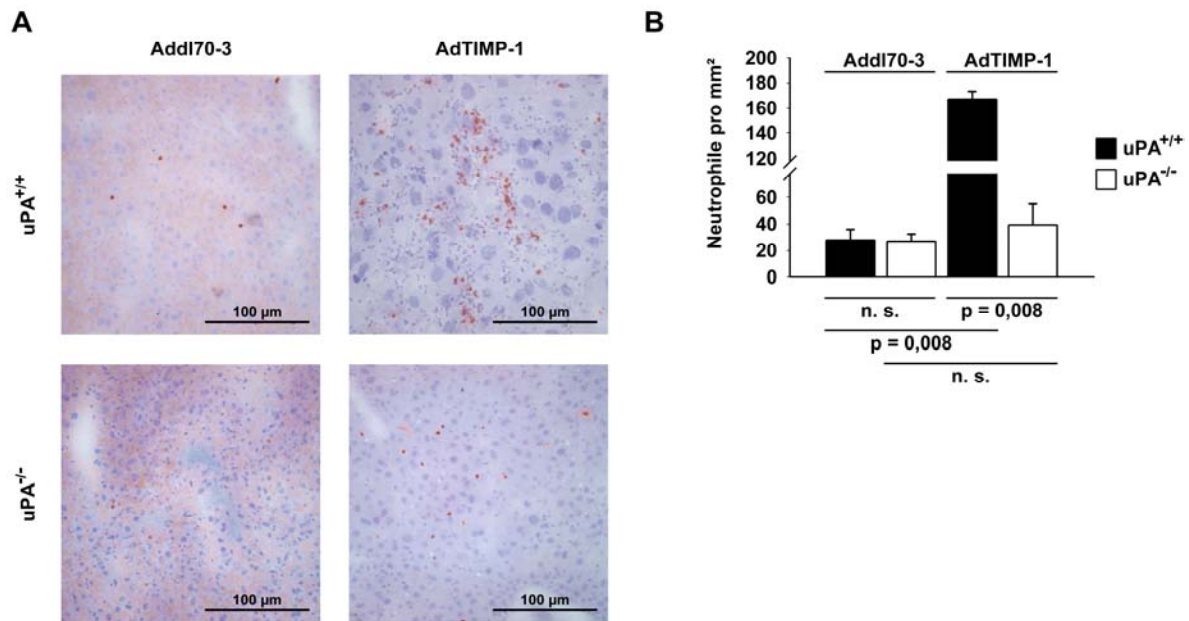 A
Addl70-3
AdTIMP-1
uPA+/+
100 µm
100 µm
uPA-/-
100 µm
100 µm
B
Neutrophile pro mm²
200
180
160
140
120
60
40
20
0
Addl70-3
AdTIMP-1
uPA+/+
uPA-/-
n. s.
p = 0,008
p = 0,008
n. s.